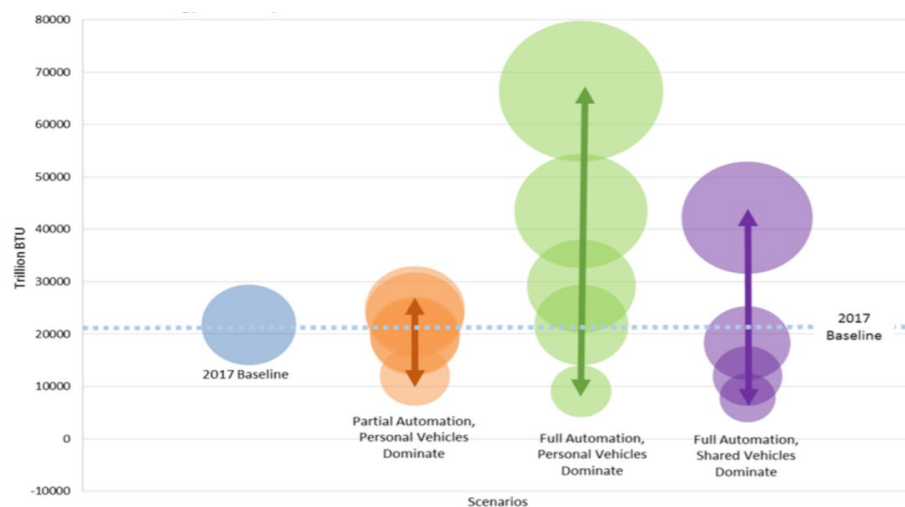 80000
70000
60000
50000
40000
30000
20000
10000
0
-10000
Trillion BTU
2017 Baseline
Partial Automation,
Personal Vehicles
Dominate
Full Automation,
Personal Vehicles
Dominate
Full Automation,
Shared Vehicles
Dominate
2017
Baseline
Scenarios